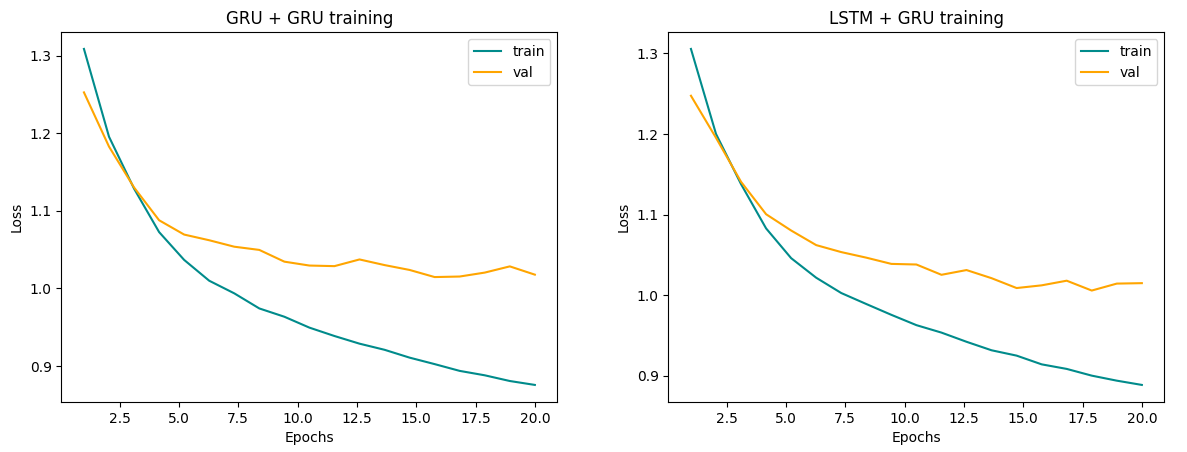 GRU + GRU training
1.3
1.2
1.1
1.0
0.9
Loss
train
val
2.5 5.0 7.5 10.0 12.5 15.0 17.5 20.0
Epochs
LSTM + GRU training
1.3
1.2
1.1
1.0
0.9
Loss
train
val
2.5 5.0 7.5 10.0 12.5 15.0 17.5 20.0
Epochs